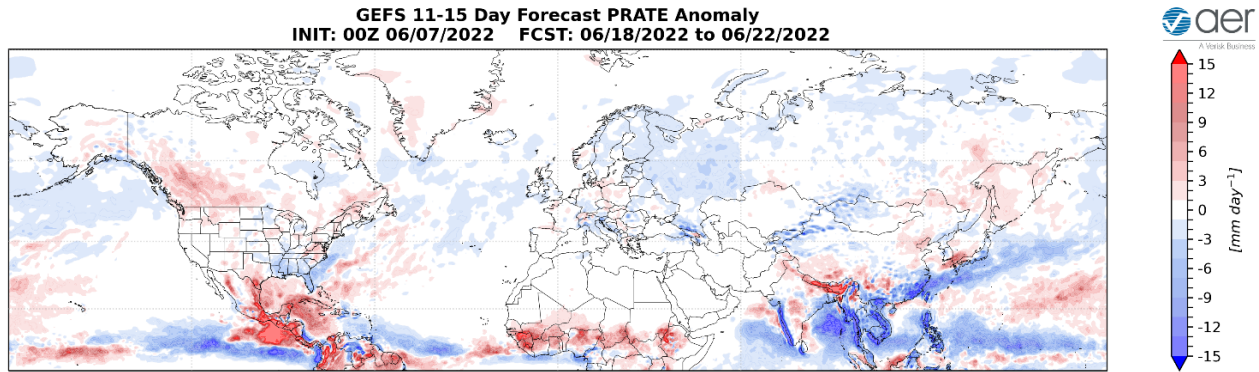 GEFS 11-15 Day Forecast PRATE Anomaly
INIT: 00Z 06/07/2022 FCST: 06/18/2022 to 06/22/2022
aer
A Verisk Business
15
12
9
6
3
0
-3
-6
-9
-12
-15
[mm day⁻¹]